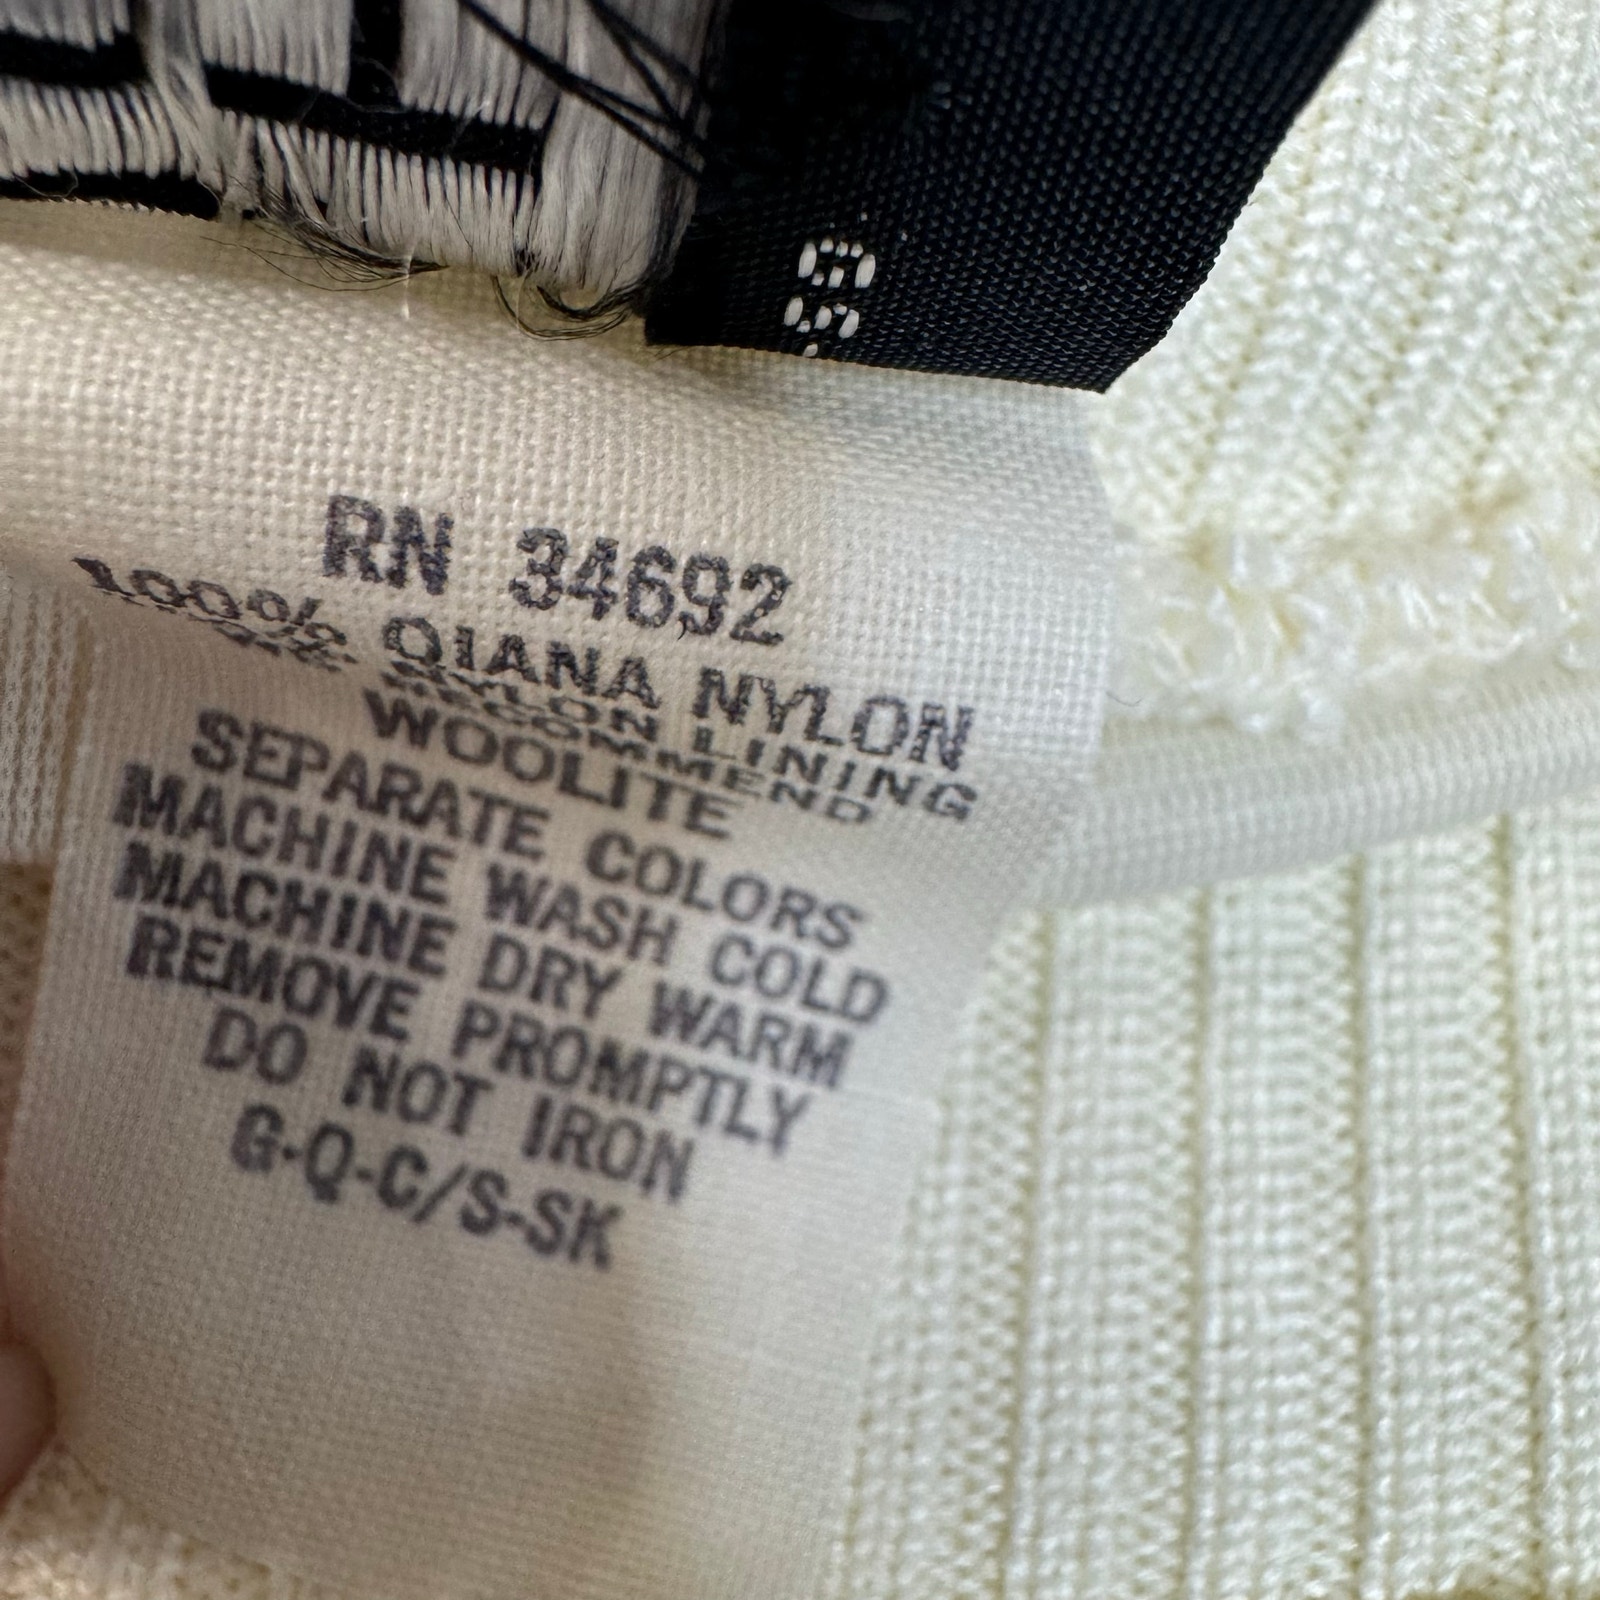 RN 34692
100% QIANA NYLON
NYLON LINING
RECOMMEND
WOOLITE
SEPARATE COLORS
MACHINE WASH COLD
MACHINE DRY WARM
REMOVE PROMPTLY
DO NOT IRON
G-Q-C/S-SK